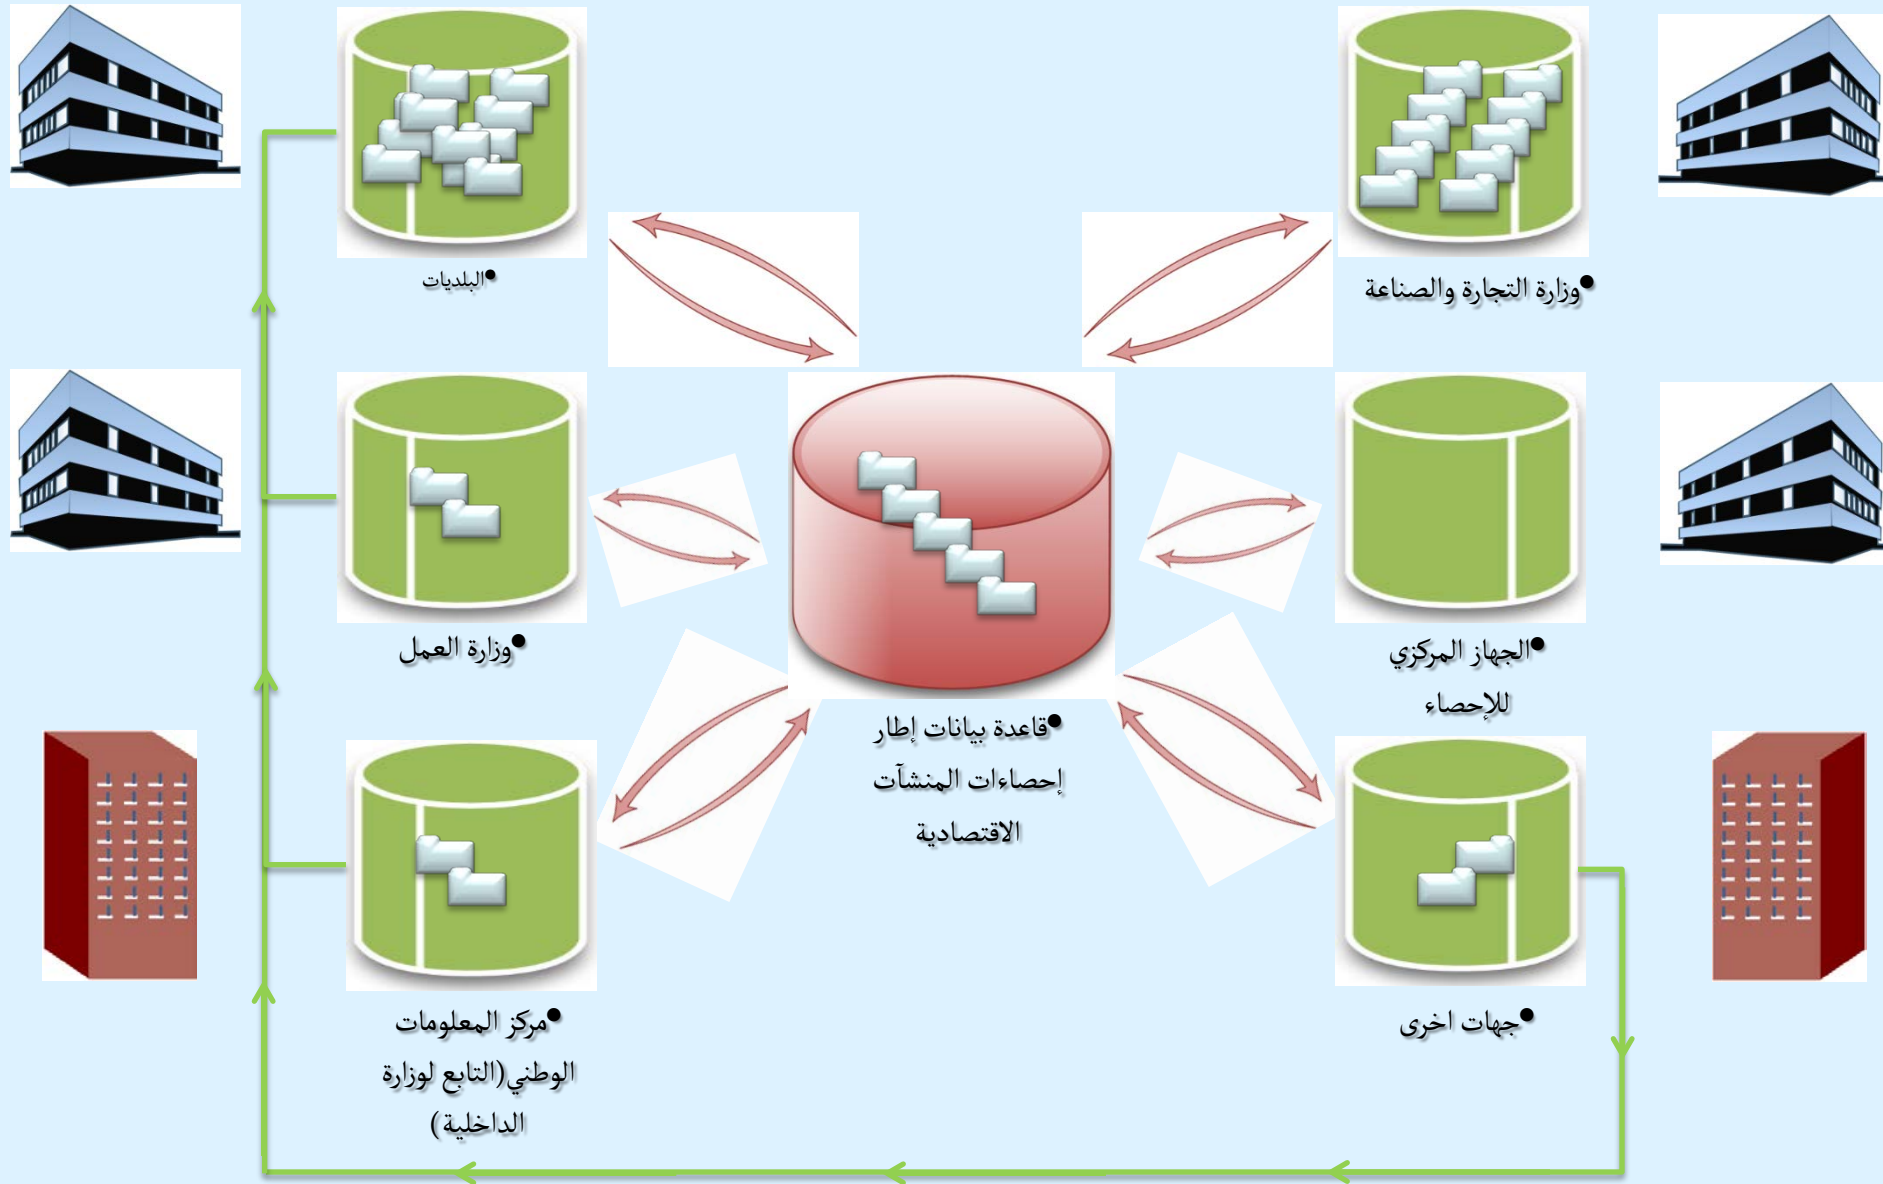 •وزارة التجارة والصناعة
•البلديات
•الجهاز المركزي
للإحصاء
•وزارة العمل
•قاعدة بيانات إطار
إحصاءات المنشآت
الاقتصادية
•جهات اخرى
•مركز المعلومات
الوطني(التابع لوزارة
الداخلية)